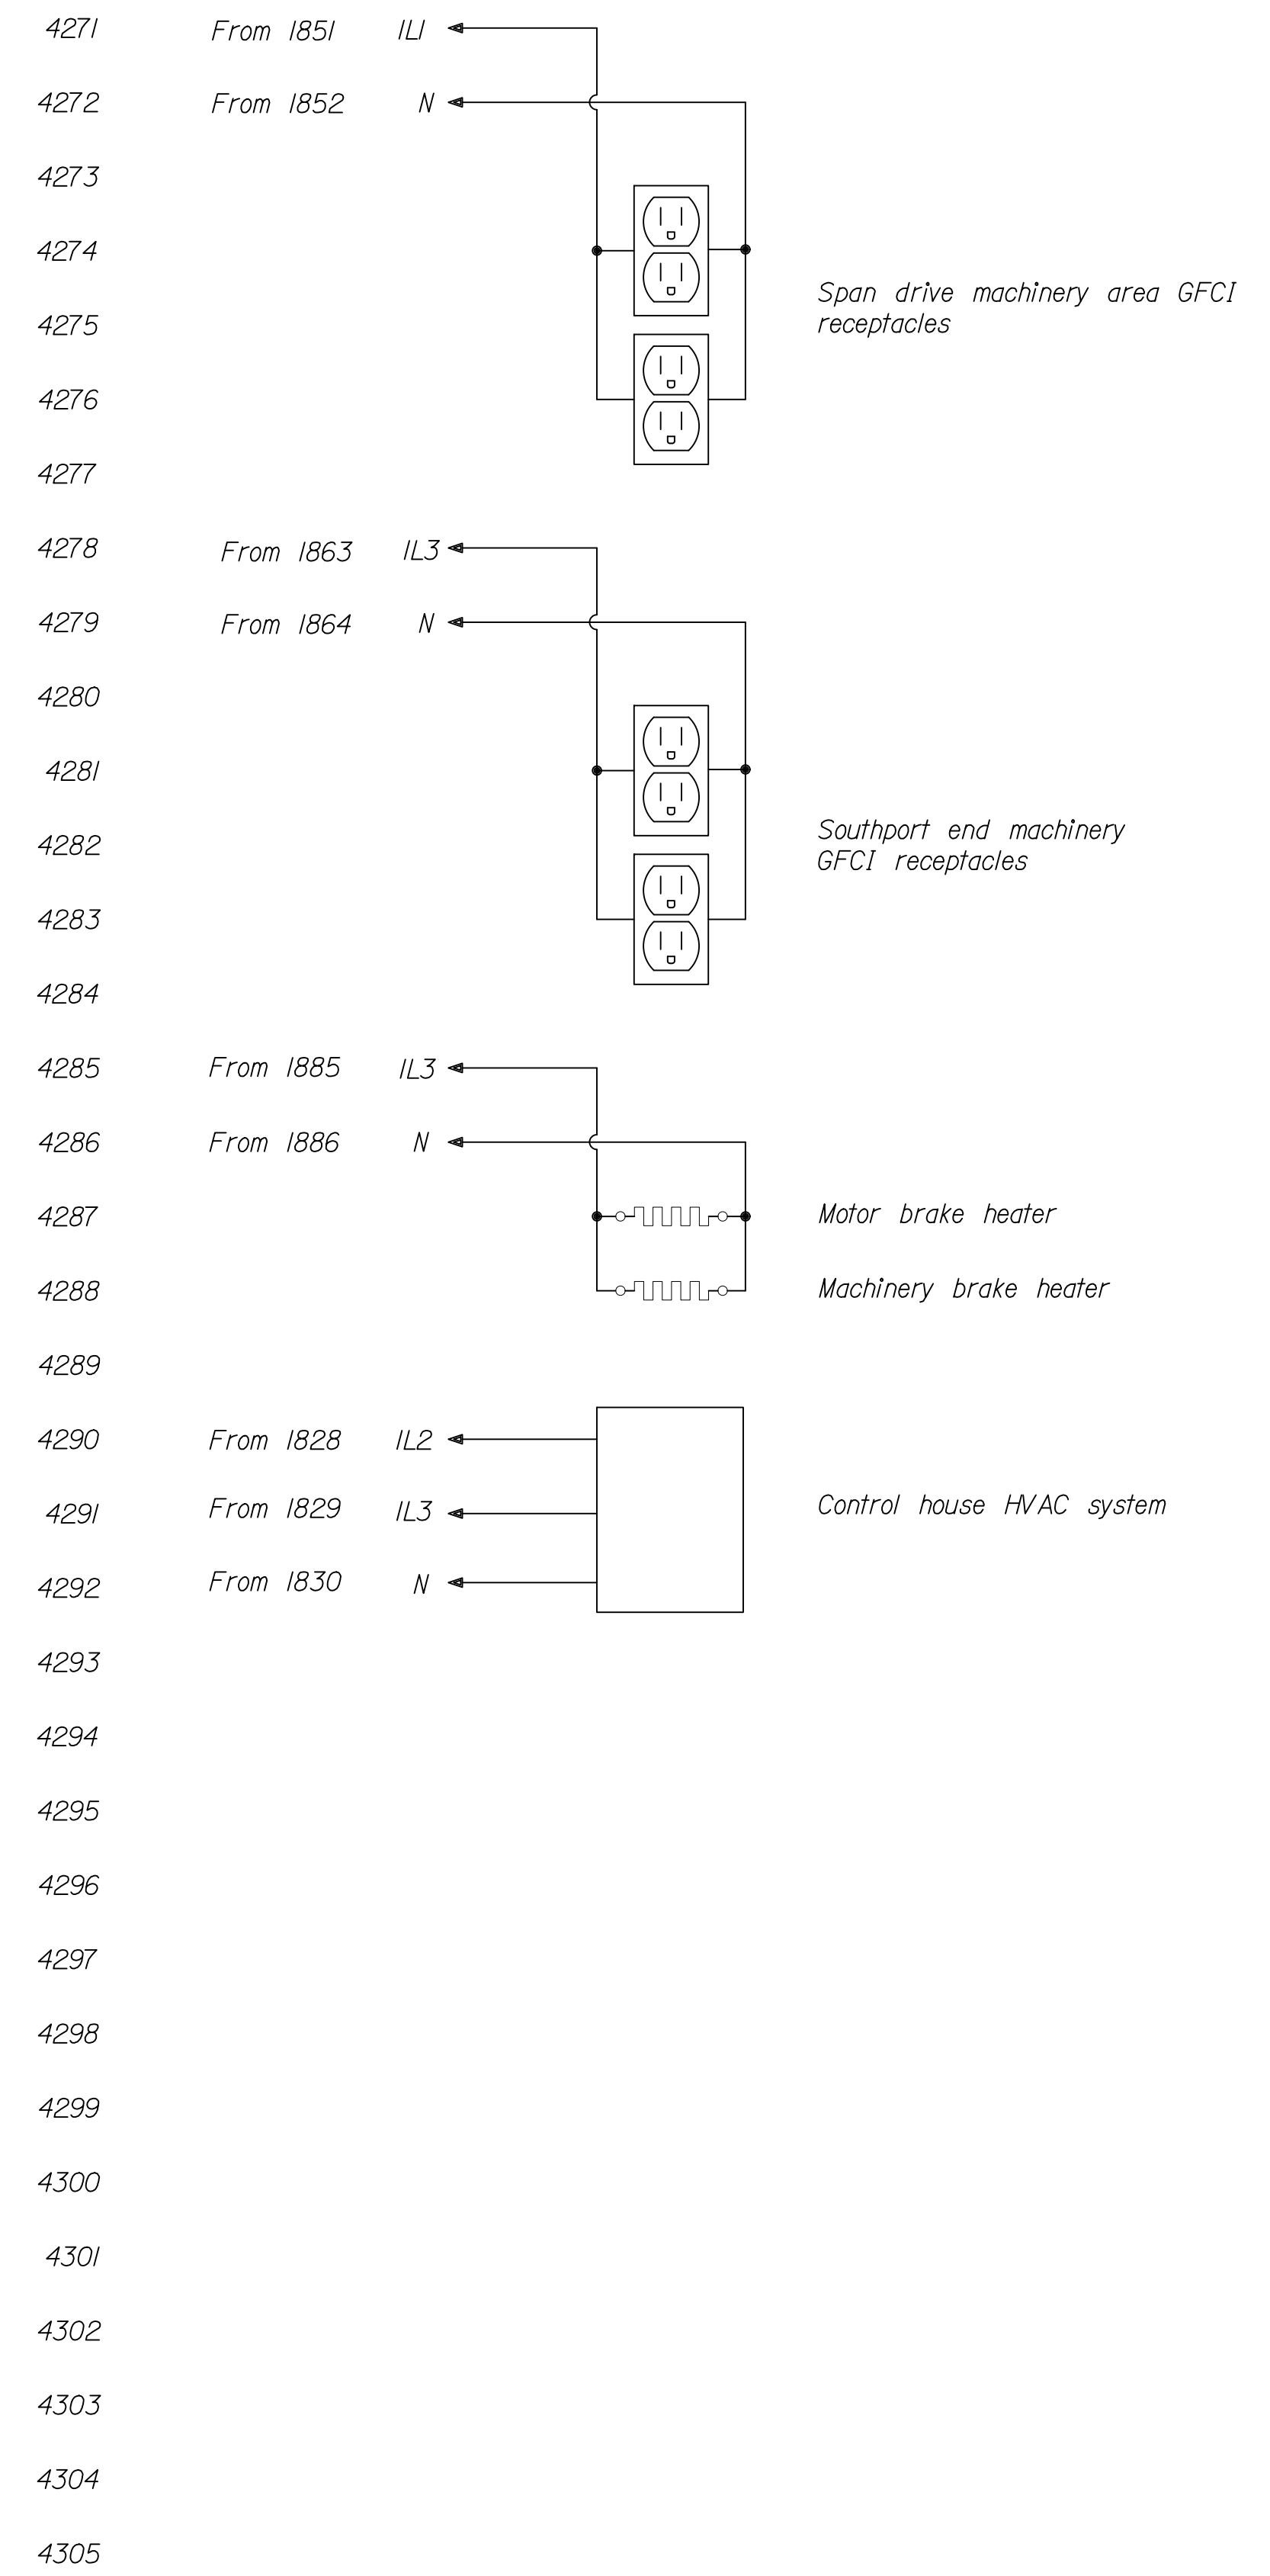 4271 From 1851 1L1
4272 From 1852 N
4273
4274
Span drive machinery area GFCI
4275 receptacles
4276
4277
4278 From 1863 1L3
4279 From 1864 N
4280
4281
4282 Southport end machinery
GFCI receptacles
4283
4284
4285 From 1885 1L3
4286 From 1886 N
4287 Motor brake heater
4288 Machinery brake heater
4289
4290 From 1828 1L2
4291 From 1829 1L3 Control house HVAC system
4292 From 1830 N
4293
4294
4295
4296
4297
4298
4299
4300
4301
4302
4303
4304
4305